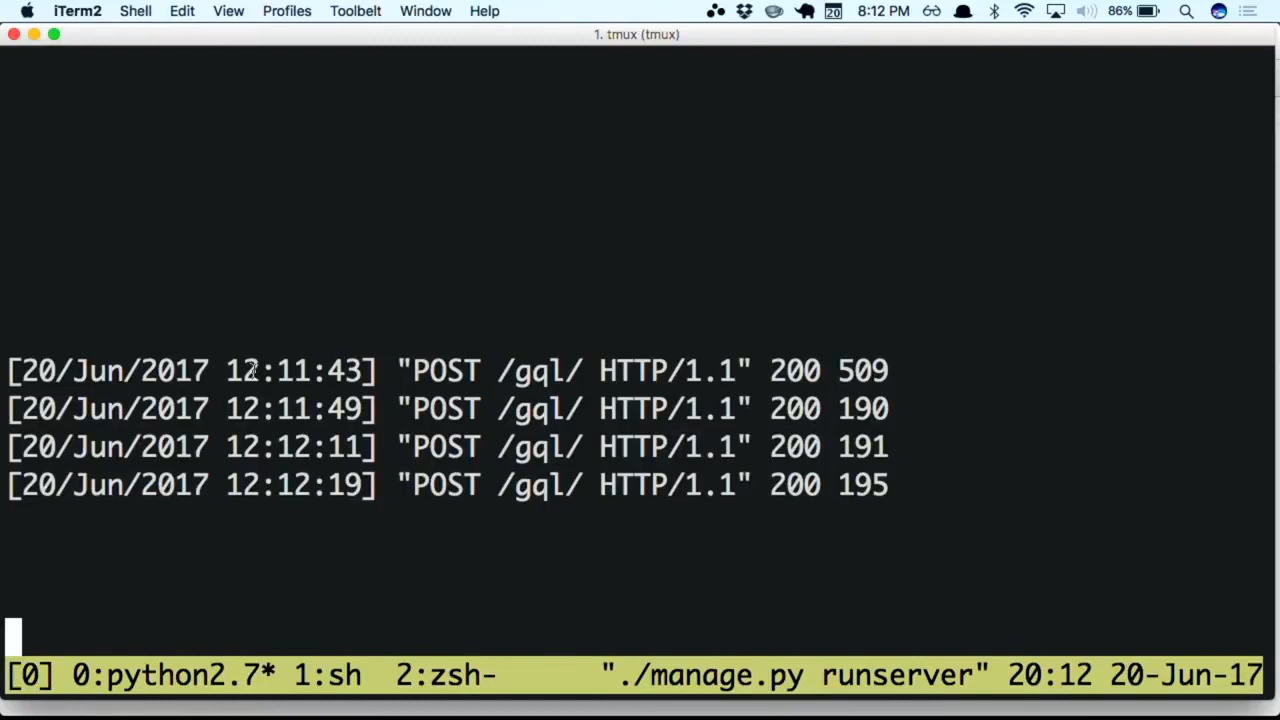 iTerm2 Shell Edit View Profiles Toolbelt Window Help 20 8:12 PM 86%
1. tmux (tmux)
[20/Jun/2017 12:11:43] "POST /gql/ HTTP/1.1" 200 509
[20/Jun/2017 12:11:49] "POST /gql/ HTTP/1.1" 200 190
[20/Jun/2017 12:12:11] "POST /gql/ HTTP/1.1" 200 191
[20/Jun/2017 12:12:19] "POST /gql/ HTTP/1.1" 200 195
[0] 0:python2.7* 1:sh 2:zsh- "./manage.py runserver" 20:12 20-Jun-17